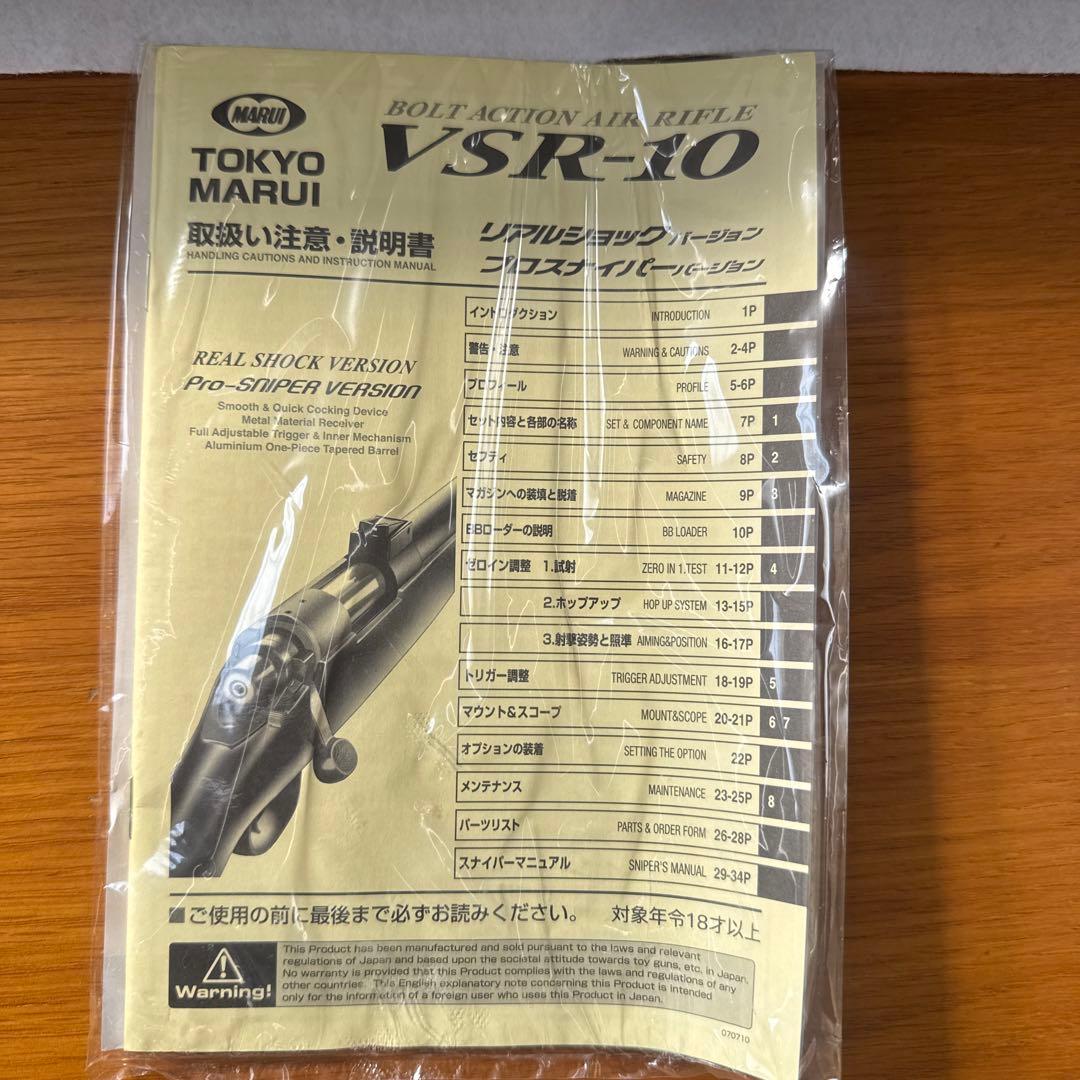 MARUI
TOKYO
MARUI
BOLT ACTION AIR RIFLE
VSR-10
取扱い注意・説明書
HANDLING CAUTIONS AND INSTRUCTION MANUAL
リアルショックバージョン
プロスナイパーバージョン
REAL SHOCK VERSION
Pro-SNIPER VERSION
Smooth & Quick Cocking Device
Metal Material Receiver
Full Adjustable Trigger & Inner Mechanism
Aluminium One-Piece Tapered Barrel
イントロダクション INTRODUCTION 1P
警告・注意 WARNING & CAUTIONS 2-4P
プロフィール PROFILE 5-6P
セット内容と各部の名称 SET & COMPONENT NAME 7P 1
セフティ SAFETY 8P 2
マガジンへの装填と脱着 MAGAZINE 9P 3
BBローダーの説明 BB LOADER 10P
ゼロイン調整 1.試射 ZERO IN 1.TEST 11-12P 4
2.ホップアップ HOP UP SYSTEM 13-15P
3.射撃姿勢と照準 AIMING&POSITION 16-17P
トリガー調整 TRIGGER ADJUSTMENT 18-19P 5
マウント&スコープ MOUNT&SCOPE 20-21P 6 7
オプションの装着 SETTING THE OPTION 22P
メンテナンス MAINTENANCE 23-25P 8
パーツリスト PARTS & ORDER FORM 26-28P
スナイパーマニュアル SNIPER'S MANUAL 29-34P
■ご使用の前に最後まで必ずお読みください。 対象年令18才以上
Warning!
This Product has been manufactured and sold pursuant to the laws and relevant
regulations of Japan and based upon the societal attitude towards toy guns, etc. in Japan.
No warranty is provided that this Product complies with the laws and regulations of any
other countries. This English explanatory note concerning this Product is intended
only for the information of a foreign user who uses this Product in Japan.
070710